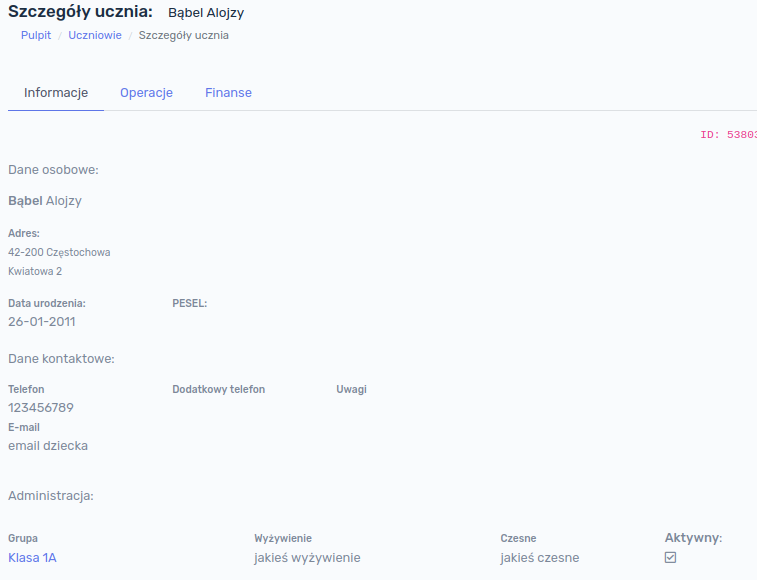 Szczegóły ucznia: Bąbel Alojzy
Pulpit / Uczniowie / Szczegóły ucznia
Informacje Operacje Finanse
ID: 53803
Dane osobowe:
Bąbel Alojzy
Adres:
42-200 Częstochowa
Kwiatowa 2
Data urodzenia: PESEL:
26-01-2011
Dane kontaktowe:
Telefon Dodatkowy telefon Uwagi
123456789
E-mail
email dziecka
Administracja:
Grupa Wyżywienie Czesne Aktywny:
Klasa 1A jakieś wyżywienie jakieś czesne